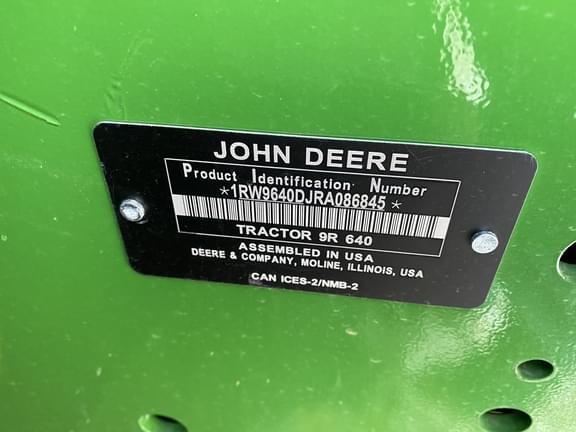 JOHN DEERE
Product Identification Number
*1RW9640DJRA086845*
TRACTOR 9R 640
ASSEMBLED IN USA
DEERE & COMPANY, MOLINE, ILLINOIS, USA
CAN ICES-2/NMB-2